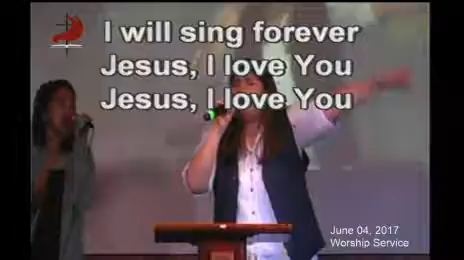 I will sing forever
Jesus, I love You
Jesus, I love You
June 04, 2017
Worship Service